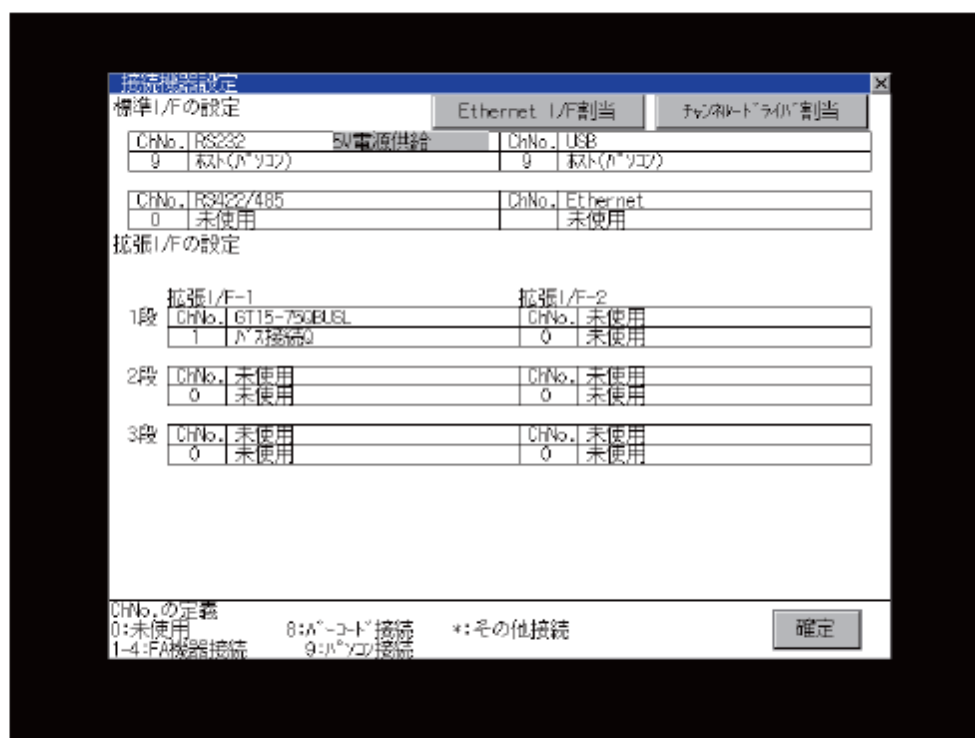 接続機器設定 ×
標準I/Fの設定 Ethernet I/F割当 ﾁｬﾝﾈﾙﾄﾞﾗｲﾊﾞ割当
ChNo. RS232 5V電源供給 ChNo. USB
9 ﾎｽﾄ(ﾊﾟｿｺﾝ) 9 ﾎｽﾄ(ﾊﾟｿｺﾝ)
ChNo. RS422/485 ChNo. Ethernet
0 未使用 未使用
拡張I/Fの設定
拡張I/F-1 拡張I/F-2
1段 ChNo. GT15-75QBUSL ChNo. 未使用
1 ﾊﾞｽ接続Q 0 未使用
2段 ChNo. 未使用 ChNo. 未使用
0 未使用 0 未使用
3段 ChNo. 未使用 ChNo. 未使用
0 未使用 0 未使用
ChNo.の定義
0:未使用 8:ﾊﾞｰｺｰﾄﾞ接続 *:その他接続 確定
1-4:FA機器接続 9:ﾊﾟｿｺﾝ接続